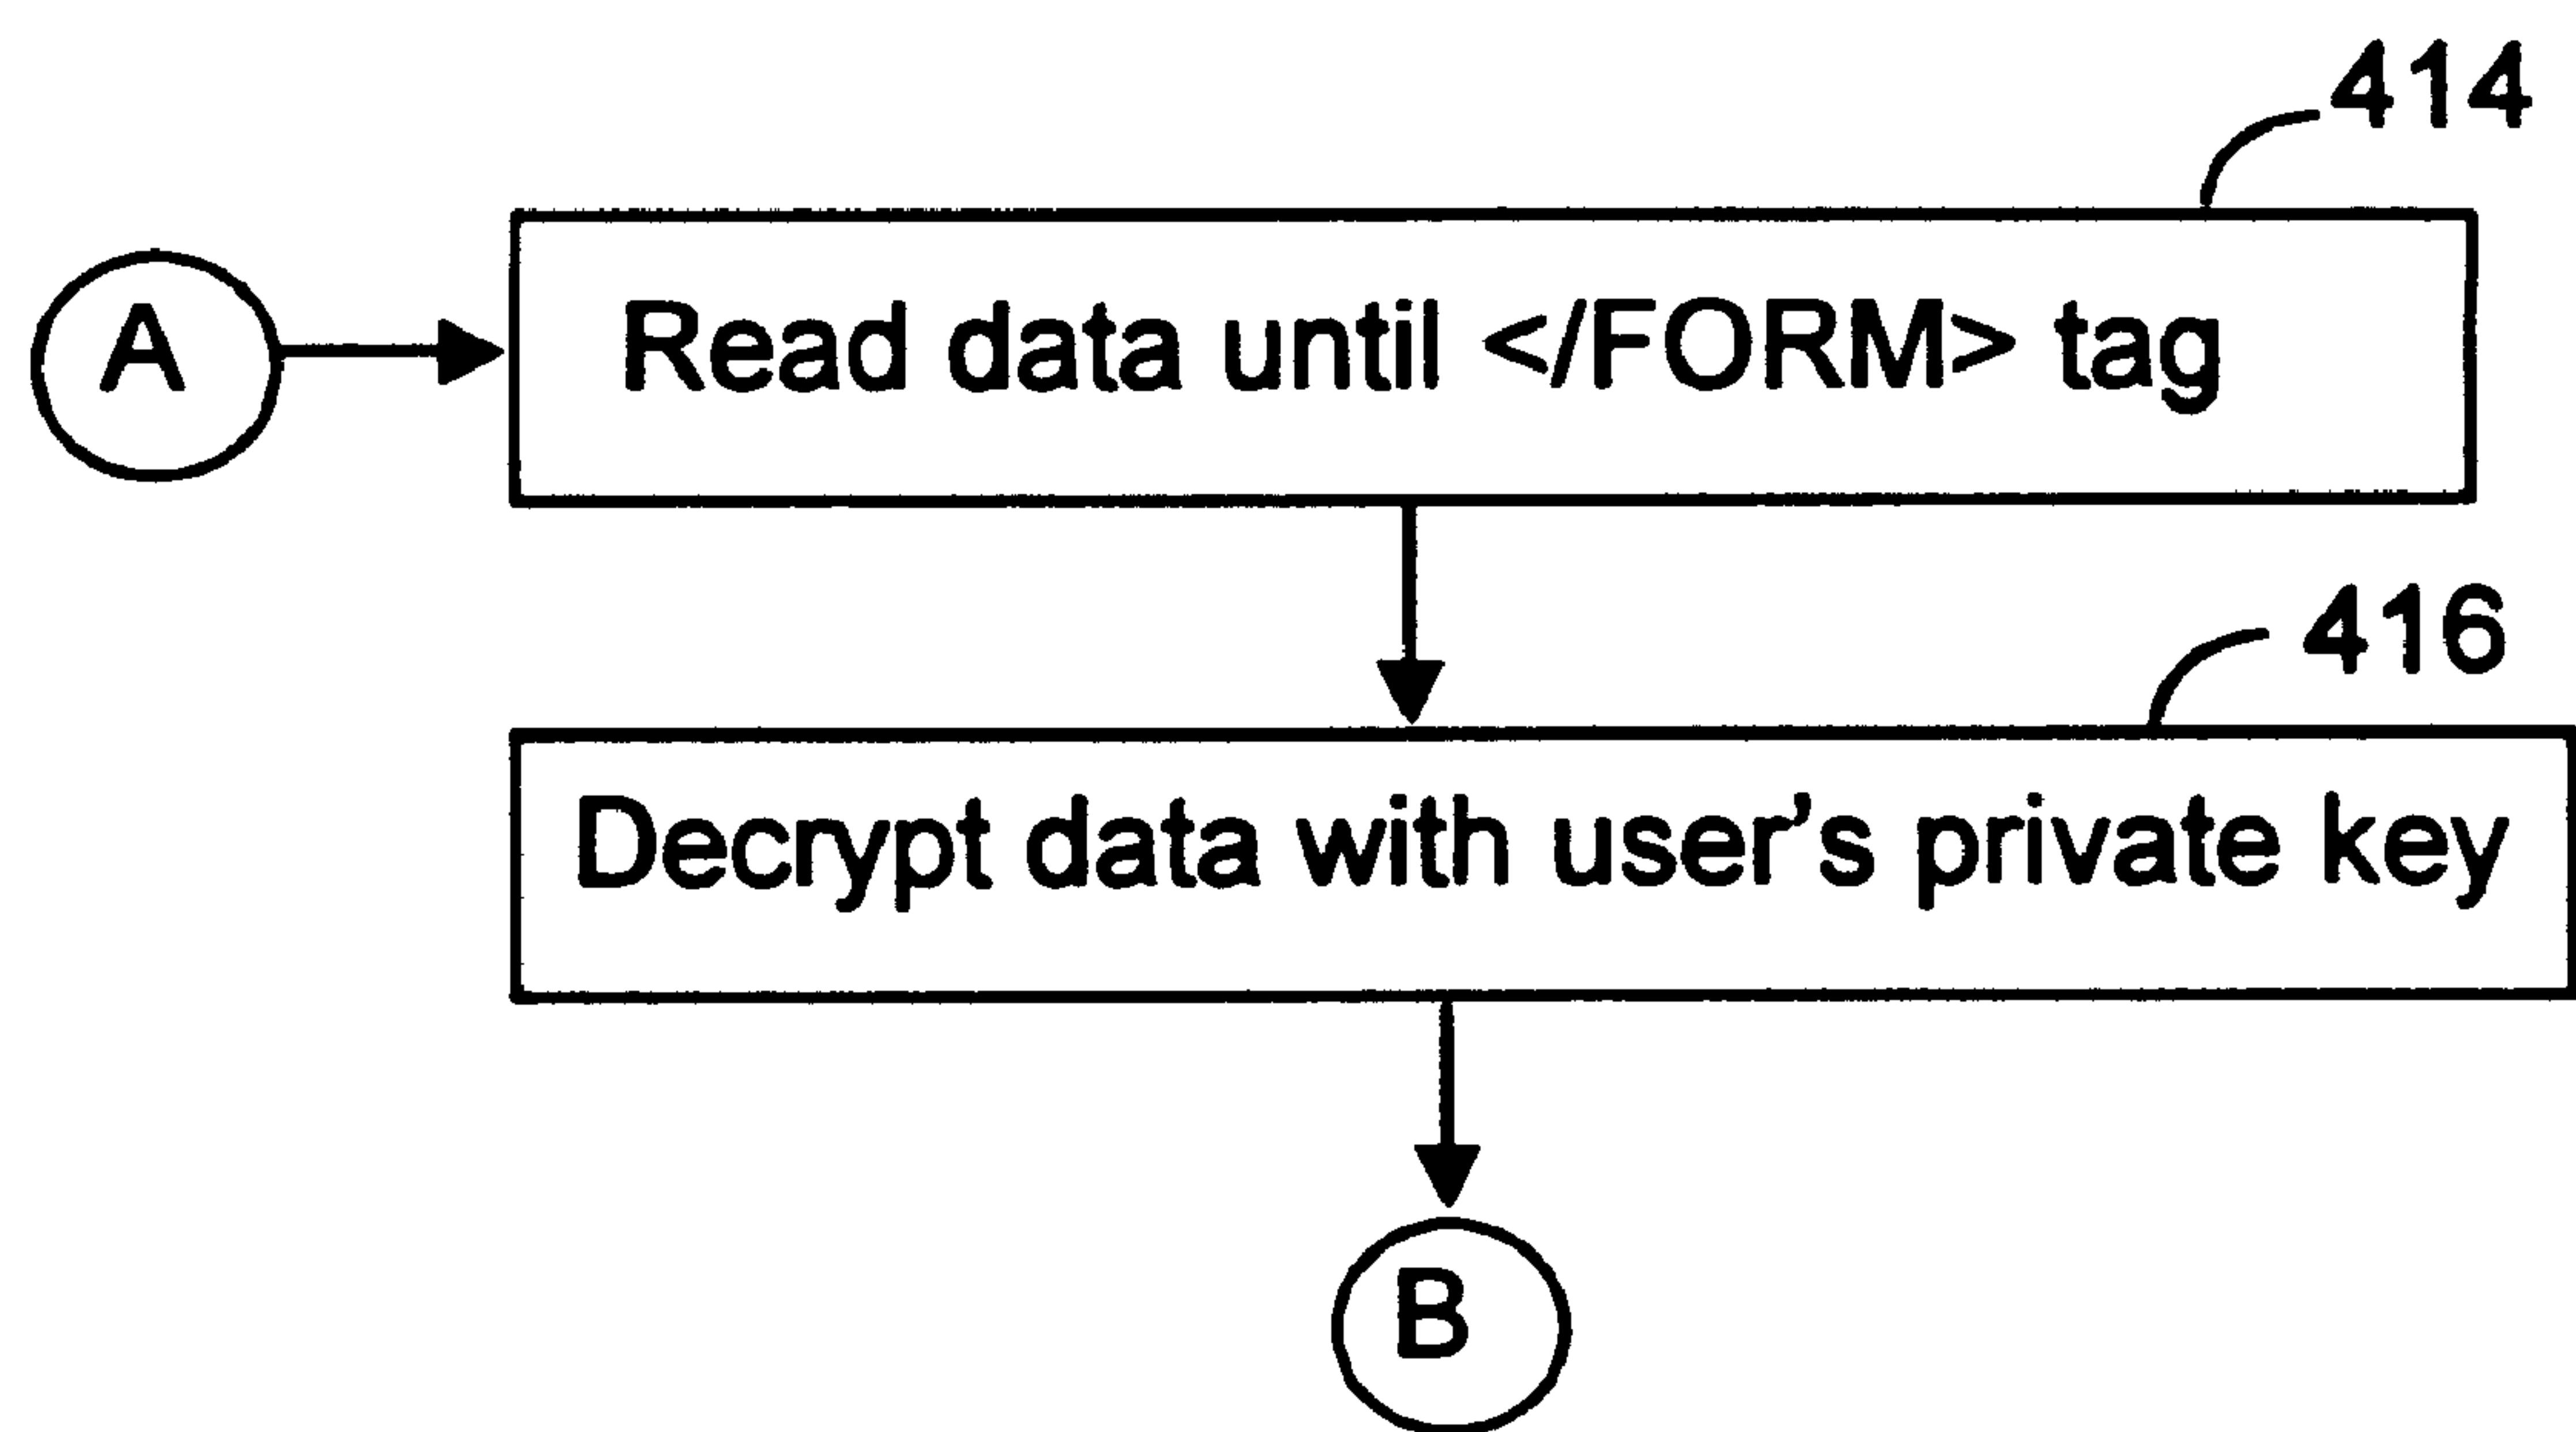 414
A
Read data until </FORM> tag
416
Decrypt data with user's private key
B